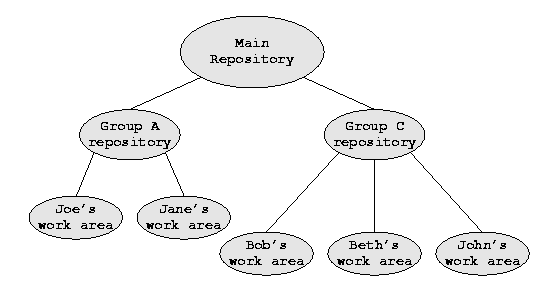 Main
Repository
Group A
repository
Group C
repository
Joe's
work area
Jane's
work area
Bob's
work area
Beth's
work area
John's
work area